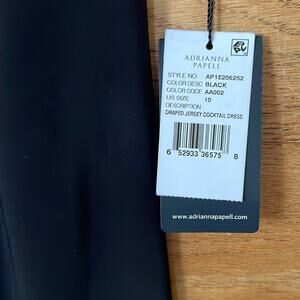 ADRIANNA
PAPELL
STYLE NO. AP1E206252
COLOR DESC BLACK
COLOR CODE AA002
US SIZE 10
DESCRIPTION
DRAPED JERSEY COCKTAIL DRESS
6 52933 36575 8
www.adriannapapell.com